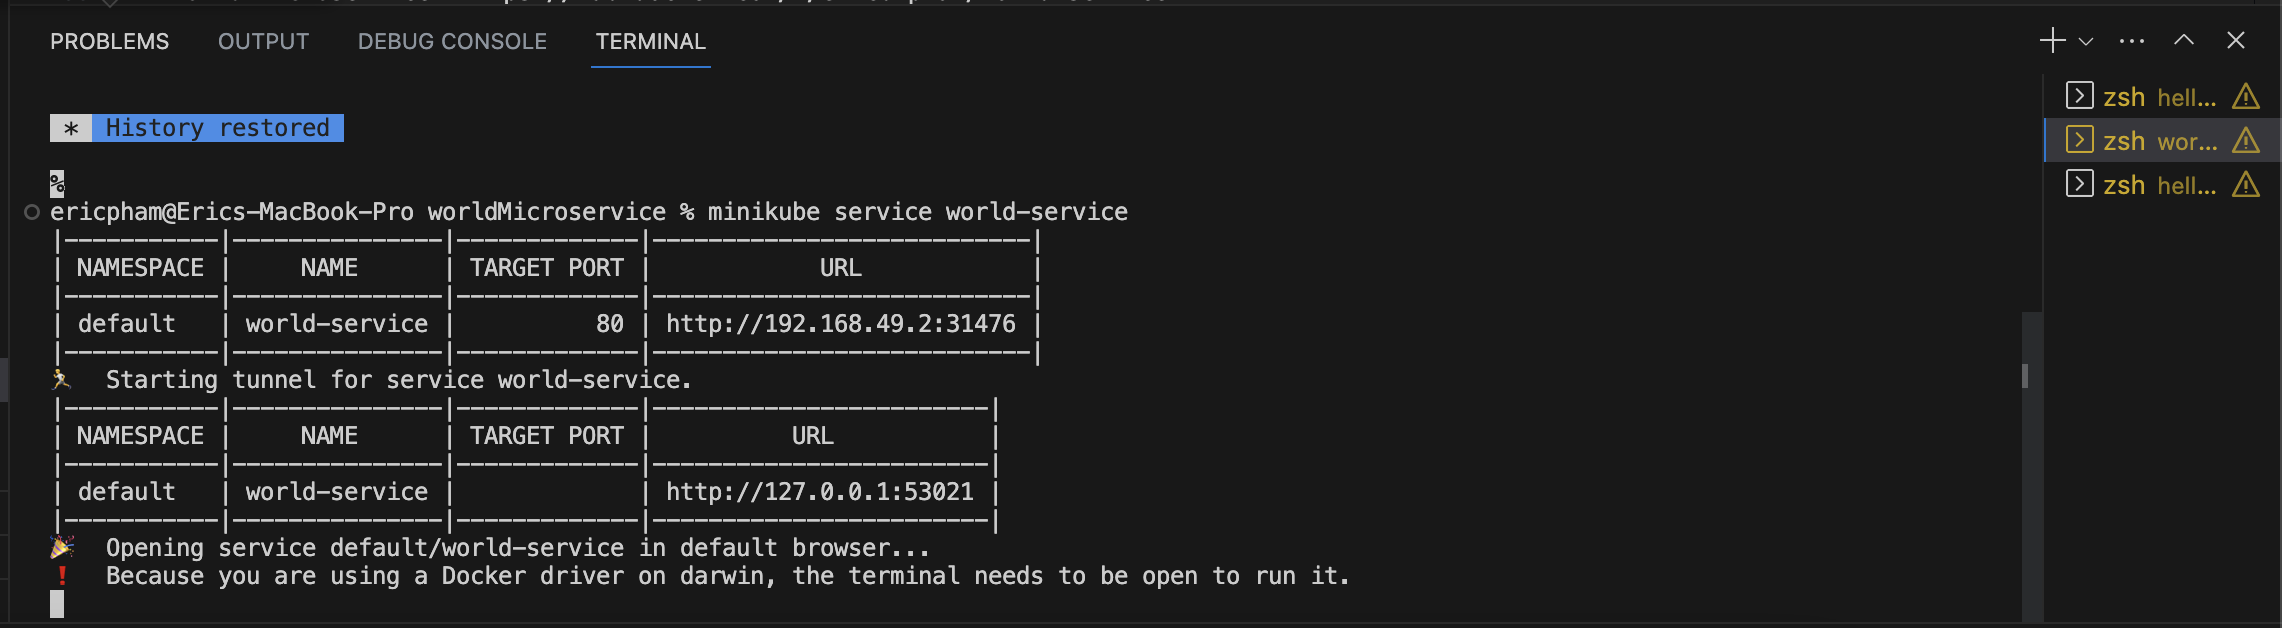 PROBLEMS OUTPUT DEBUG CONSOLE TERMINAL
* History restored
%
ericpham@Erics-MacBook-Pro worldMicroservice % minikube service world-service
|-----------|---------------|-------------|---------------------------|
| NAMESPACE | NAME | TARGET PORT | URL |
|-----------|---------------|-------------|---------------------------|
| default | world-service | 80 | http://192.168.49.2:31476 |
|-----------|---------------|-------------|---------------------------|
🏃 Starting tunnel for service world-service.
|-----------|---------------|-------------|------------------------|
| NAMESPACE | NAME | TARGET PORT | URL |
|-----------|---------------|-------------|------------------------|
| default | world-service | | http://127.0.0.1:53021 |
|-----------|---------------|-------------|------------------------|
🎉 Opening service default/world-service in default browser...
❗ Because you are using a Docker driver on darwin, the terminal needs to be open to run it.
zsh hell...
zsh wor...
zsh hell...